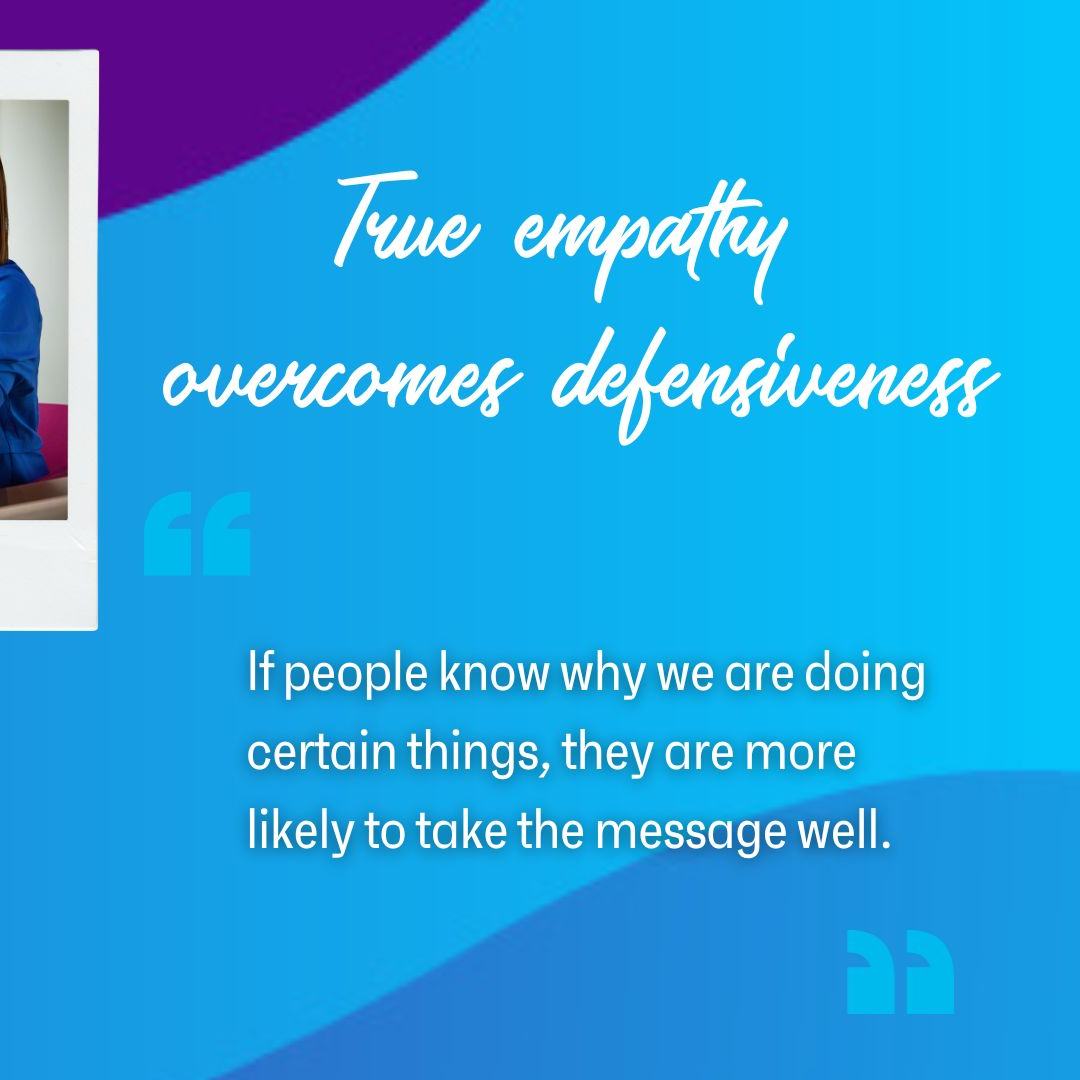 True empathy
overcomes defensiveness
“
If people know why we are doing
certain things, they are more
likely to take the message well.
”